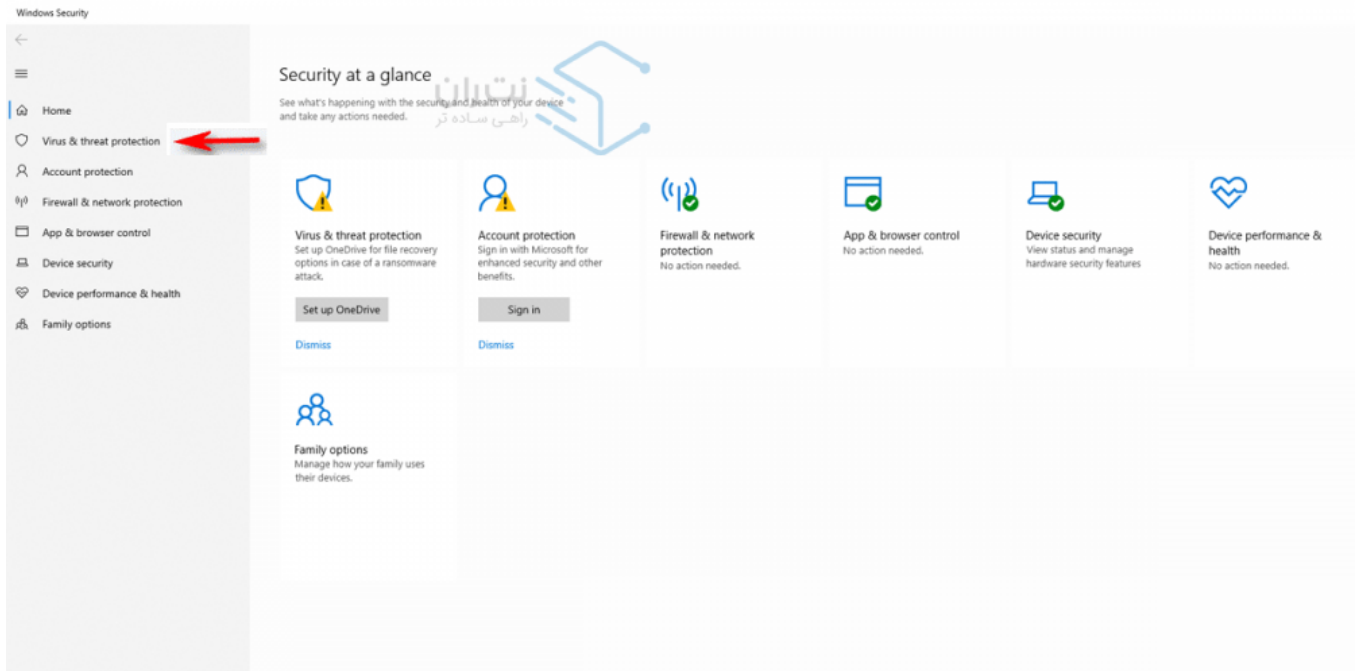 Windows Security
Security at a glance
See what's happening with the security and health of your device
and take any actions needed.
نت‌ران
راهی ساده تر
Home
Virus & threat protection
Account protection
Firewall & network protection
App & browser control
Device security
Device performance & health
Family options
Virus & threat protection
Set up OneDrive for file recovery
options in case of a ransomware
attack.
Set up OneDrive
Dismiss
Account protection
Sign in with Microsoft for
enhanced security and other
benefits.
Sign in
Dismiss
Firewall & network
protection
No action needed.
App & browser control
No action needed.
Device security
View status and manage
hardware security features
Device performance &
health
No action needed.
Family options
Manage how your family uses
their devices.